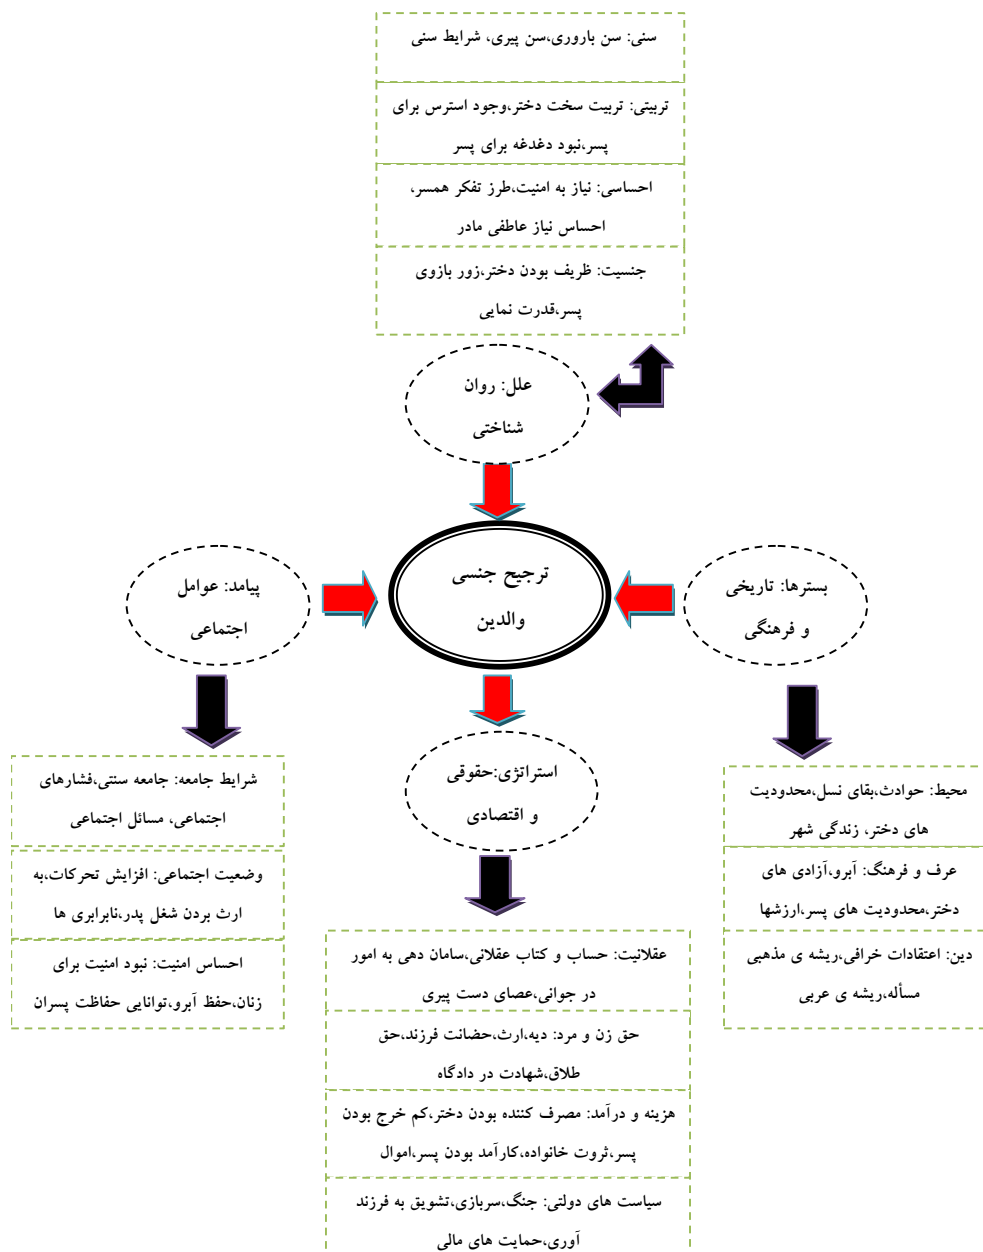 سنی: سن باروری،سن پیری، شرایط سنی
تربیتی: تربیت سخت دختر،وجود استرس برای
پسر،نبود دغدغه برای پسر
احساسی: نیاز به امنیت،طرز تفکر همسر،
احساس نیاز عاطفی مادر
جنسیت: ظریف بودن دختر،زور بازوی
پسر،قدرت نمایی
علل: روان
شناختی
ترجیح جنسی
والدین
بسترها: تاریخی
و فرهنگی
پیامد: عوامل
اجتماعی
استراتژی:حقوقی
و اقتصادی
محیط: حوادث،بقای نسل،محدودیت
های دختر، زندگی شهر
عرف و فرهنگ: آبرو،آزادی های
دختر،محدودیت های پسر،ارزشها
دین: اعتقادات خرافی،ریشه ی مذهبی
مسأله،ریشه ی عربی
شرایط جامعه: جامعه سنتی،فشارهای
اجتماعی، مسائل اجتماعی
وضعیت اجتماعی: افزایش تحرکات،به
ارث بردن شغل پدر،نابرابری ها
احساس امنیت: نبود امنیت برای
زنان،حفظ آبرو،توانایی حفاظت پسران
عقلانیت: حساب و کتاب عقلانی،سامان دهی به امور
در جوانی،عصای دست پیری
حق زن و مرد: دیه،ارث،حضانت فرزند،حق
طلاق،شهادت در دادگاه
هزینه و درآمد: مصرف کننده بودن دختر،کم خرج بودن
پسر،ثروت خانواده،کارآمد بودن پسر،اموال
سیاست های دولتی: جنگ،سربازی،تشویق به فرزند
آوری،حمایت های مالی